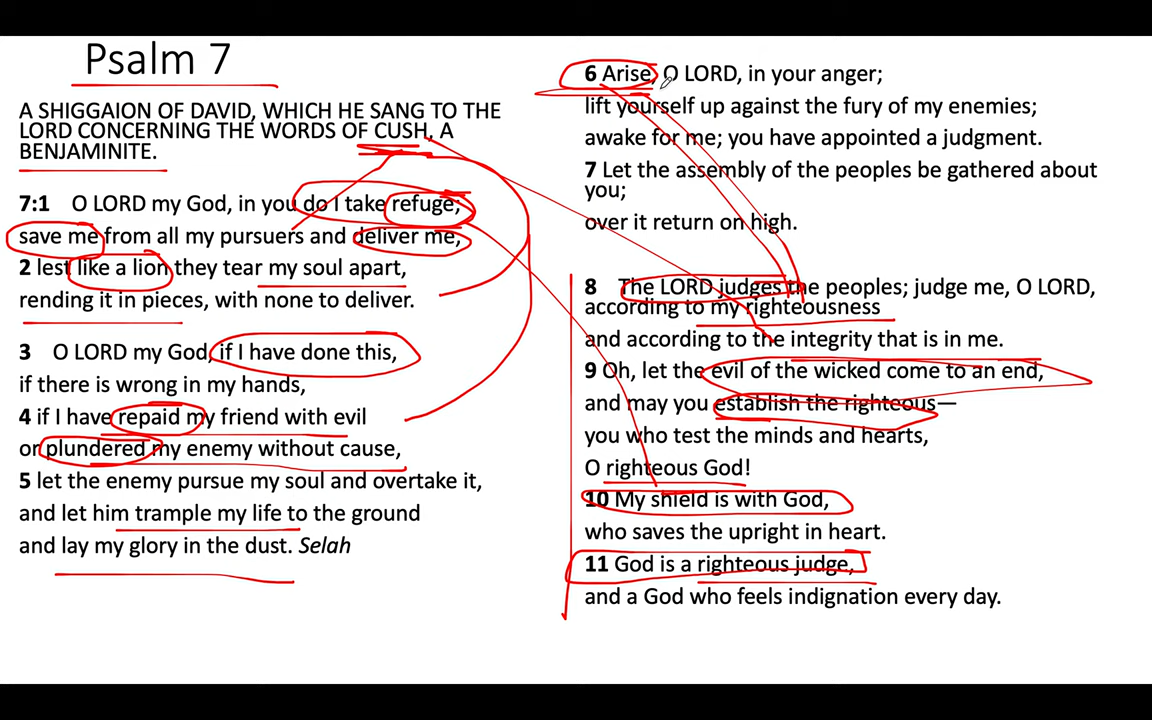 Psalm 7
A SHIGGAION OF DAVID, WHICH HE SANG TO THE
LORD CONCERNING THE WORDS OF CUSH, A
BENJAMINITE.
7:1 O LORD my God, in you do I take refuge;
save me from all my pursuers and deliver me,
2 lest like a lion they tear my soul apart,
rending it in pieces, with none to deliver.
3 O LORD my God, if I have done this,
if there is wrong in my hands,
4 if I have repaid my friend with evil
or plundered my enemy without cause,
5 let the enemy pursue my soul and overtake it,
and let him trample my life to the ground
and lay my glory in the dust. Selah
6 Arise, O LORD, in your anger;
lift yourself up against the fury of my enemies;
awake for me; you have appointed a judgment.
7 Let the assembly of the peoples be gathered about
you;
over it return on high.
8 The LORD judges the peoples; judge me, O LORD,
according to my righteousness
and according to the integrity that is in me.
9 Oh, let the evil of the wicked come to an end,
and may you establish the righteous—
you who test the minds and hearts,
O righteous God!
10 My shield is with God,
who saves the upright in heart.
11 God is a righteous judge,
and a God who feels indignation every day.